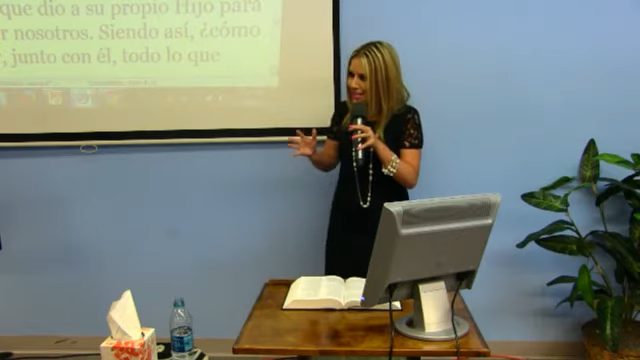 que dio a su propio Hijo para
r nosotros. Siendo así, ¿cómo
, junto con él, todo lo que